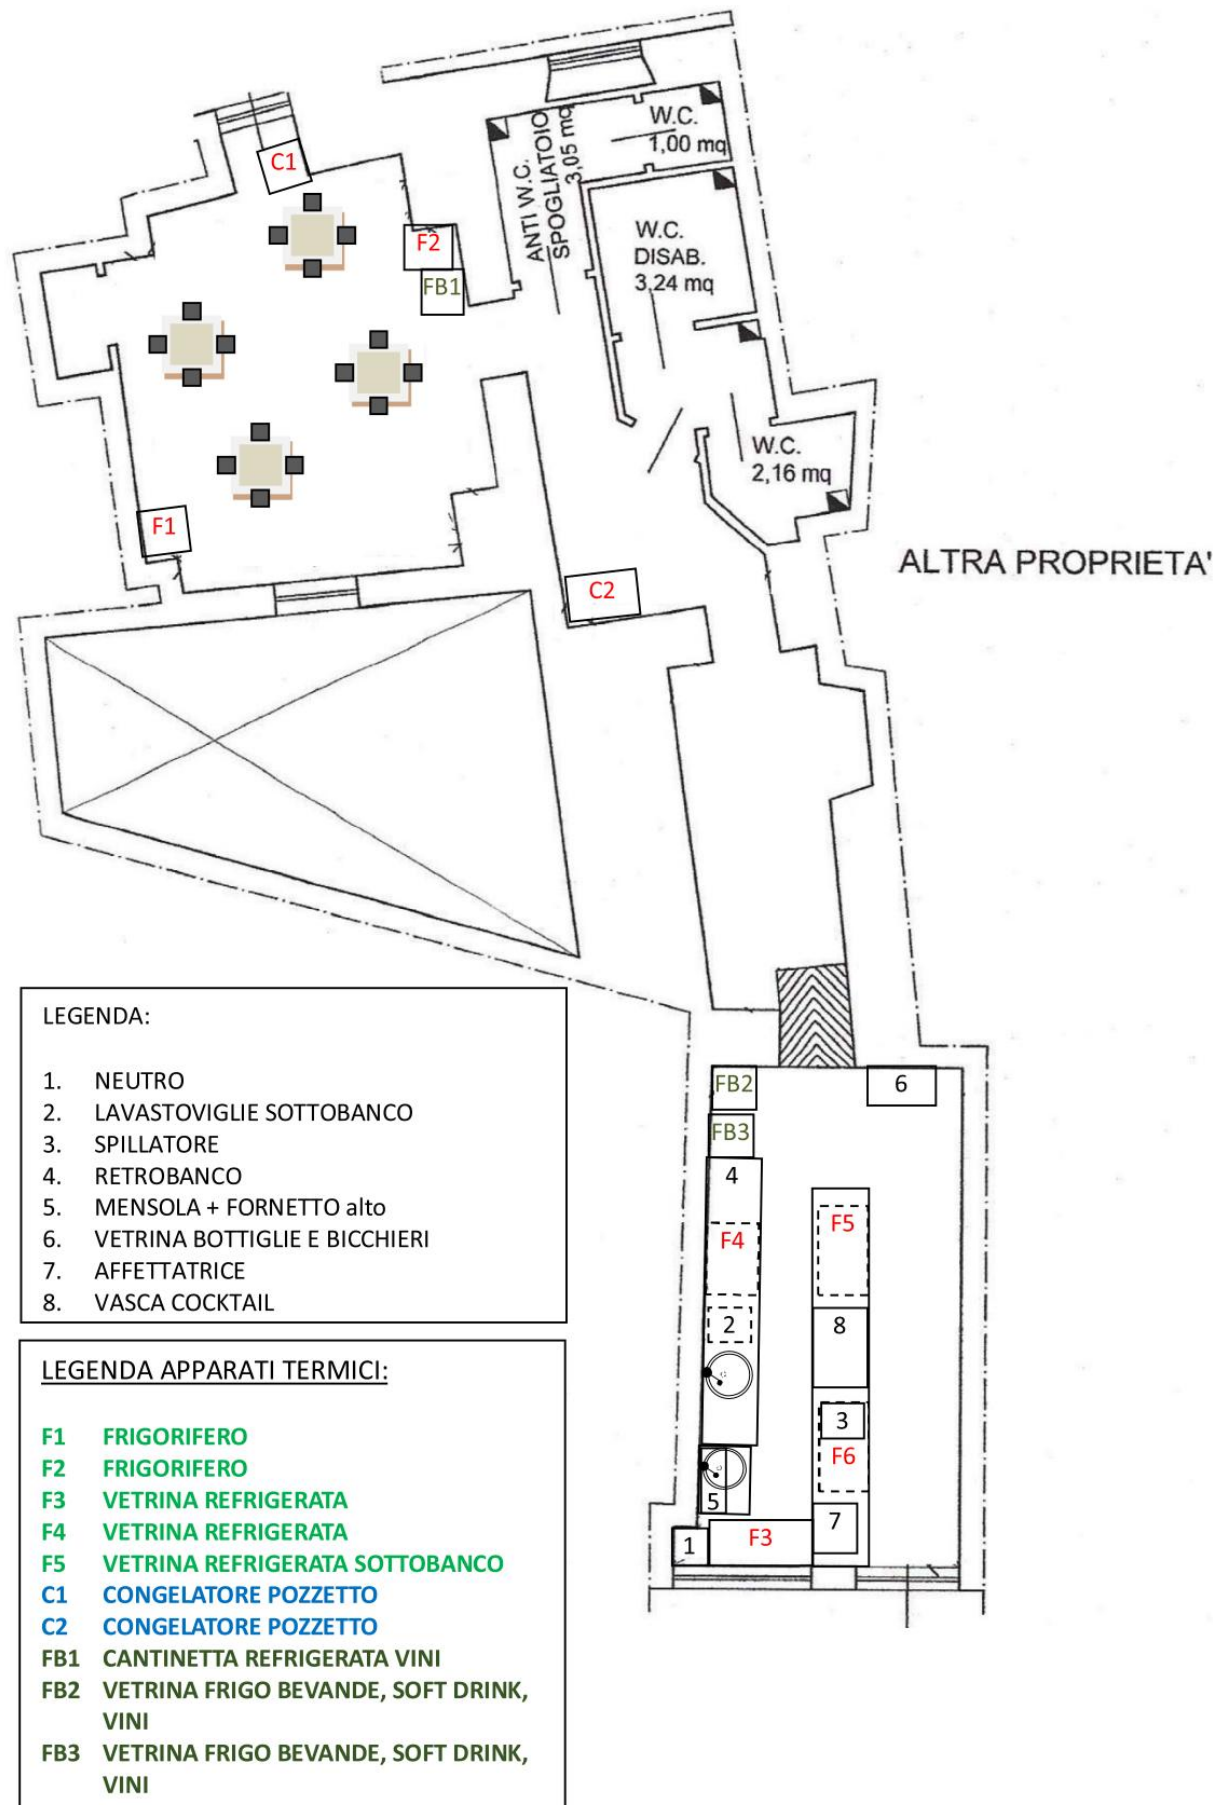 W.C.
1,00 mq
ANTI W.C.
SPOGLIATOIO
3,05 mq
C1
W.C.
DISAB.
3,24 mq
F2
FB1
W.C.
2,16 mq
F1
ALTRA PROPRIETA'
C2
LEGENDA:
1. NEUTRO
2. LAVASTOVIGLIE SOTTOBANCO
3. SPILLATORE
4. RETROBANCO
5. MENSOLA + FORNETTO alto
6. VETRINA BOTTIGLIE E BICCHIERI
7. AFFETTATRICE
8. VASCA COCKTAIL
FB2
6
FB3
4
F5
F4
2
8
3
F6
5
7
1
F3
LEGENDA APPARATI TERMICI:
F1 FRIGORIFERO
F2 FRIGORIFERO
F3 VETRINA REFRIGERATA
F4 VETRINA REFRIGERATA
F5 VETRINA REFRIGERATA SOTTOBANCO
C1 CONGELATORE POZZETTO
C2 CONGELATORE POZZETTO
FB1 CANTINETTA REFRIGERATA VINI
FB2 VETRINA FRIGO BEVANDE, SOFT DRINK,
VINI
FB3 VETRINA FRIGO BEVANDE, SOFT DRINK,
VINI